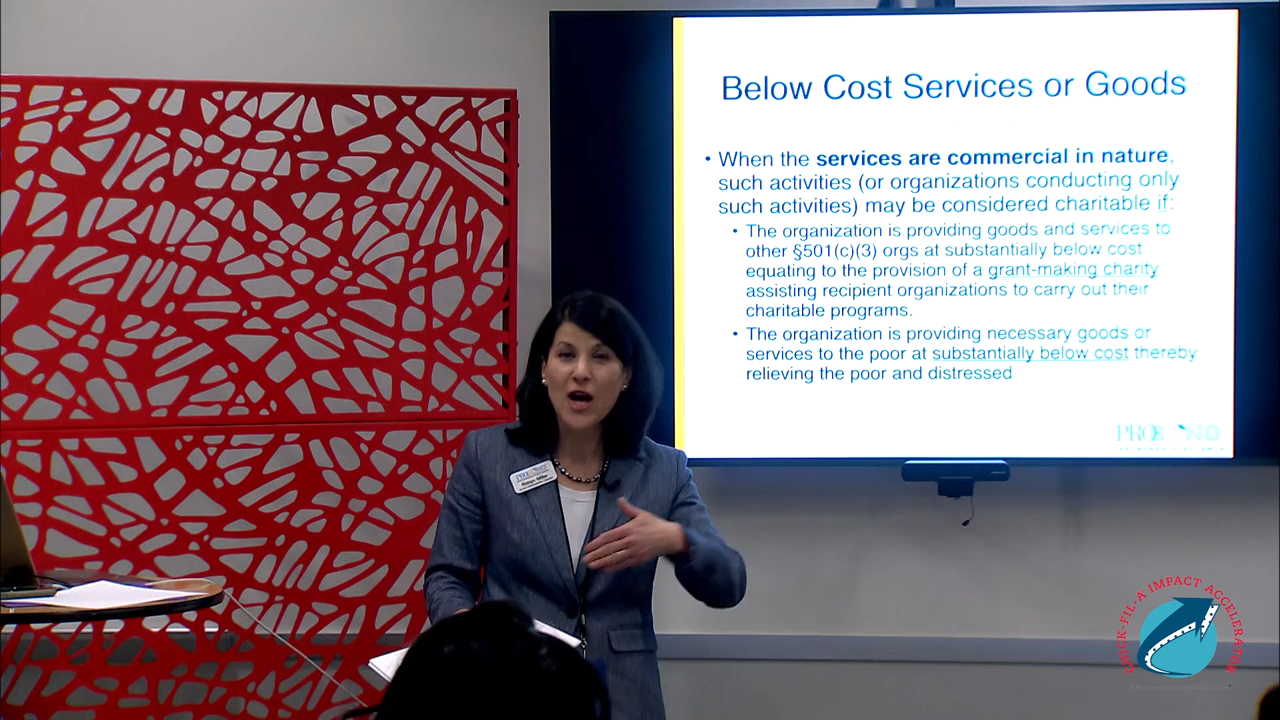 Below Cost Services or Goods
• When the services are commercial in nature,
such activities (or organizations conducting only
such activities) may be considered charitable if:
• The organization is providing goods and services to
other §501(c)(3) orgs at substantially below cost
equating to the provision of a grant-making charity
assisting recipient organizations to carry out their
charitable programs.
• The organization is providing necessary goods or
services to the poor at substantially below cost thereby
relieving the poor and distressed
CHICK-FIL-A IMPACT ACCELERATOR